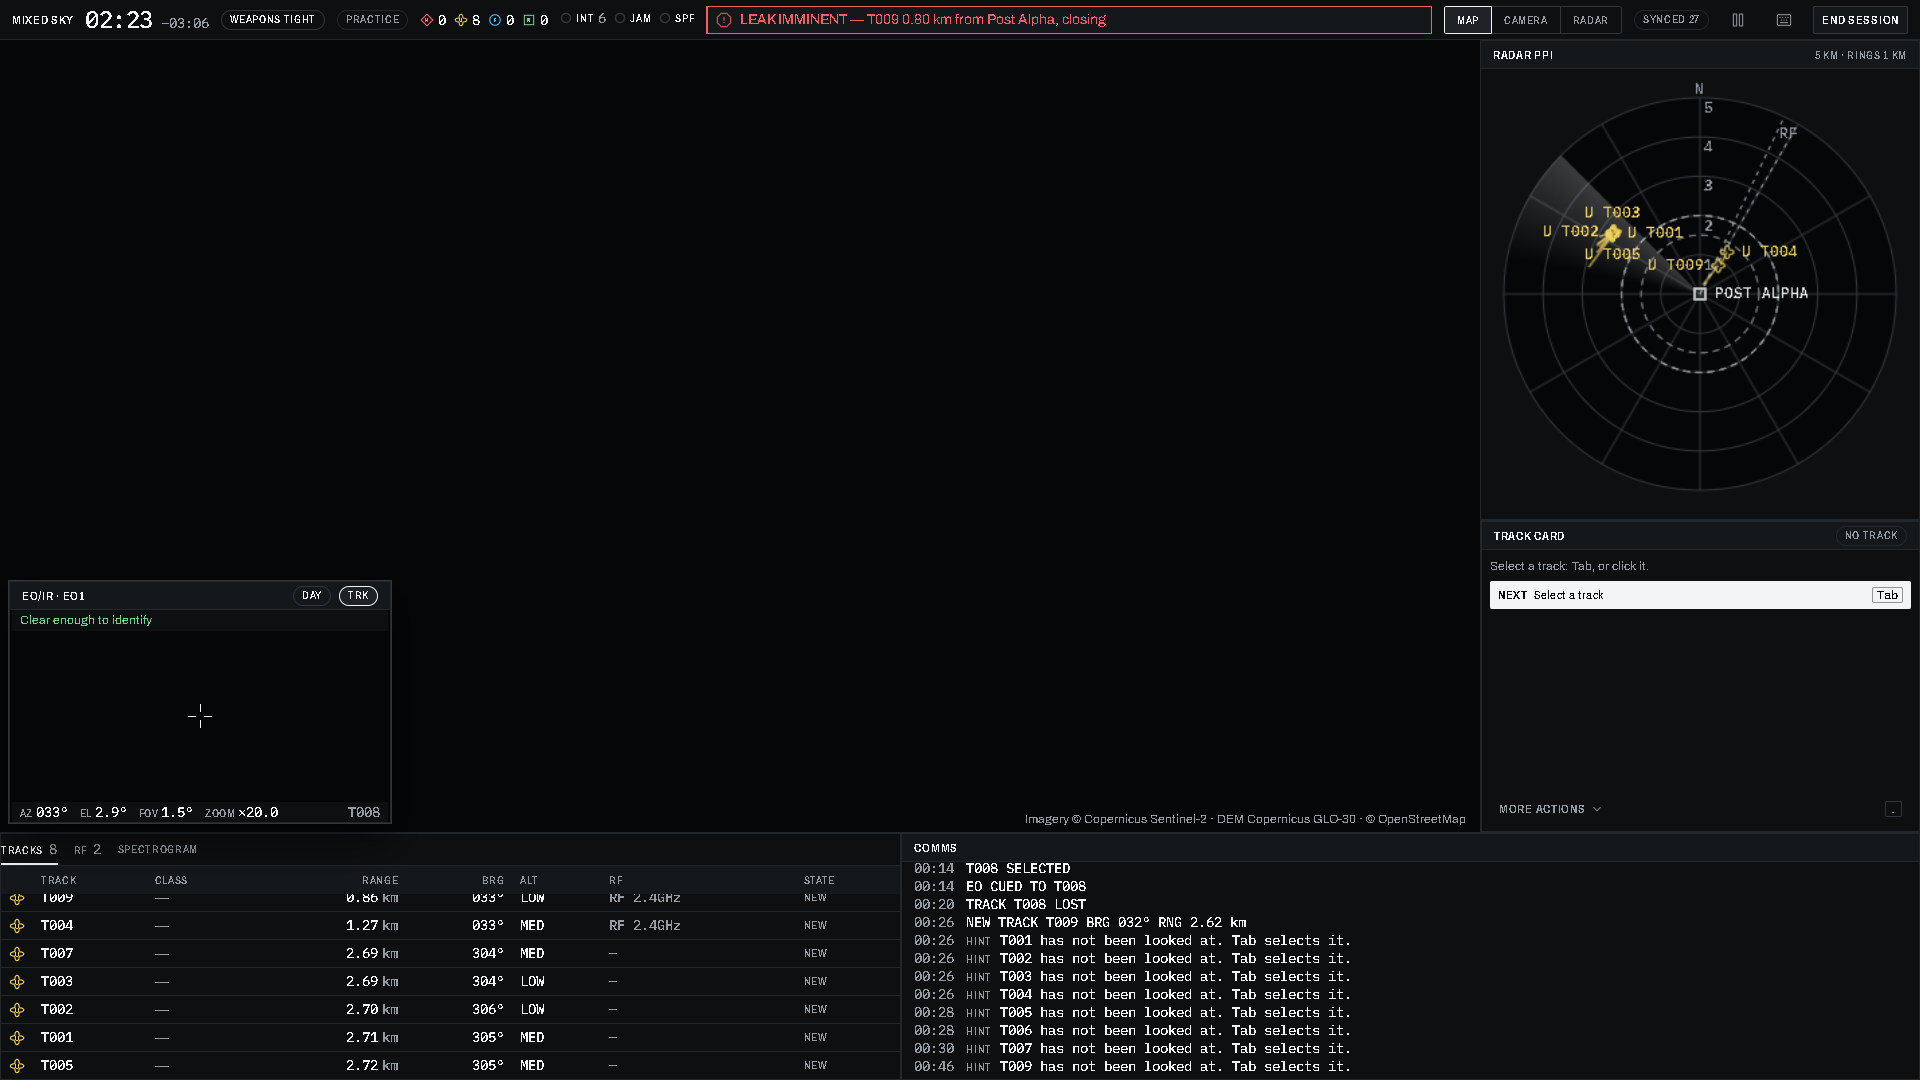 MIXED SKY 02:23 −03:06 WEAPONS TIGHT PRACTICE 0 8 0 0 INT 6 JAM SPF LEAK IMMINENT — T009 0.80 km from Post Alpha, closing MAP CAMERA RADAR SYNCED 27 END SESSION
RADAR PPI 5 KM · RINGS 1 KM
N
5
RF
4
3
U T003
2
U T002 U T001
U T005 U T004
U T009 1
POST ALPHA
TRACK CARD NO TRACK
Select a track: Tab, or click it.
NEXT Select a track Tab
MORE ACTIONS .
EO/IR · EO1 DAY TRK
Clear enough to identify
AZ 033° EL 2.9° FOV 1.5° ZOOM ×20.0 T008
Imagery © Copernicus Sentinel-2 · DEM Copernicus GLO-30 · © OpenStreetMap
TRACKS 8 RF 2 SPECTROGRAM
TRACK CLASS RANGE BRG ALT RF STATE
T009 — 0.86 km 033° LOW RF 2.4GHz NEW
T004 — 1.27 km 033° MED RF 2.4GHz NEW
T007 — 2.69 km 304° MED — NEW
T003 — 2.69 km 304° LOW — NEW
T002 — 2.70 km 306° LOW — NEW
T001 — 2.71 km 305° MED — NEW
T005 — 2.72 km 305° MED — NEW
COMMS
00:14 T008 SELECTED
00:14 EO CUED TO T008
00:20 TRACK T008 LOST
00:26 NEW TRACK T009 BRG 032° RNG 2.62 km
00:26 HINT T001 has not been looked at. Tab selects it.
00:26 HINT T002 has not been looked at. Tab selects it.
00:26 HINT T003 has not been looked at. Tab selects it.
00:26 HINT T004 has not been looked at. Tab selects it.
00:28 HINT T005 has not been looked at. Tab selects it.
00:28 HINT T006 has not been looked at. Tab selects it.
00:30 HINT T007 has not been looked at. Tab selects it.
00:46 HINT T009 has not been looked at. Tab selects it.